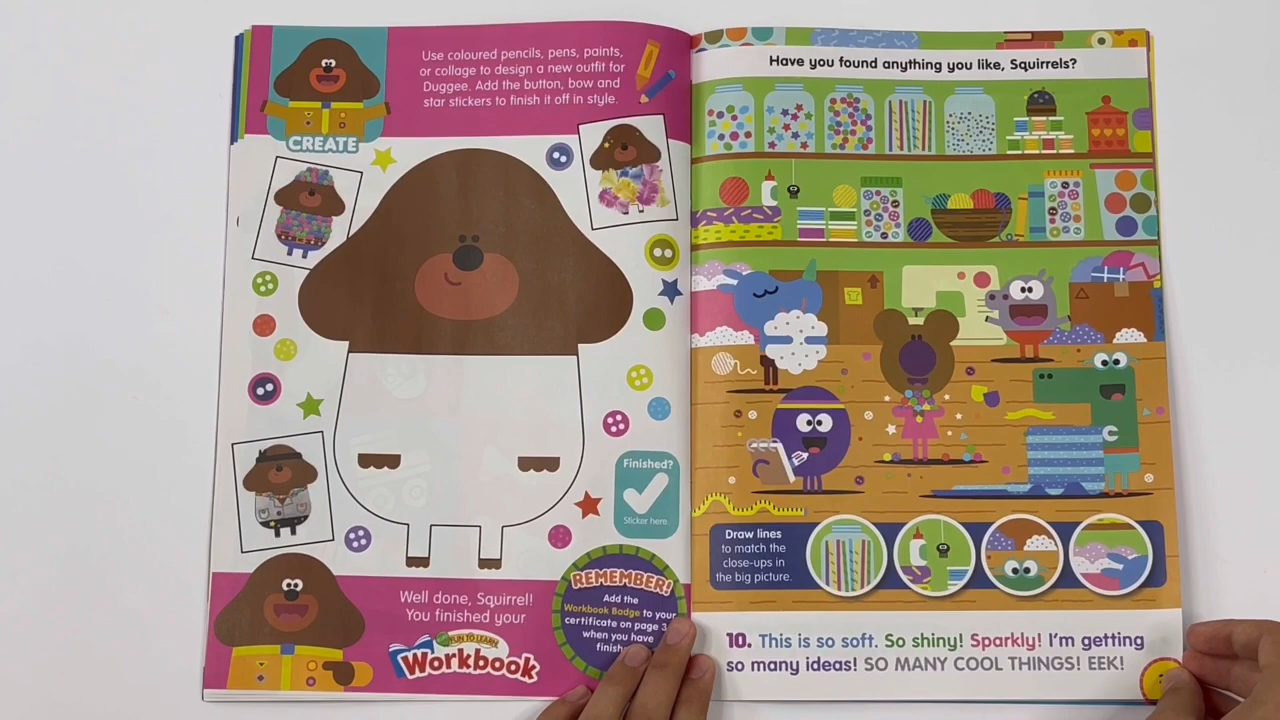 Use coloured pencils, pens, paints,
or collage to design a new outfit for
Duggee. Add the button, bow and
star stickers to finish it off in style.
CREATE
Finished?
Sticker here.
Well done, Squirrel!
You finished your
FUN TO LEARN
Workbook
REMEMBER!
Add the
Workbook Badge to your
certificate on page 3
when you have
Have you found anything you like, Squirrels?
Draw lines
to match the
close-ups in
the big picture.
10. This is so soft. So shiny! Sparkly! I'm getting
so many ideas! SO MANY COOL THINGS! EEK!